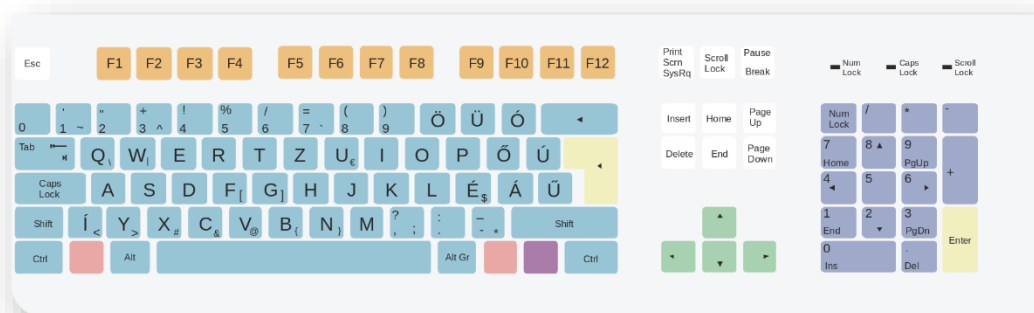 Esc F1 F2 F3 F4 F5 F6 F7 F8 F9 F10 F11 F12 Print Scrn SysRq Scroll Lock Pause Break Num Lock Caps Lock Scroll Lock
0 ' 1 ~ " 2 + 3 ^ ! 4 % 5 / 6 = 7 ` ( 8 ) 9 Ö Ü Ó Insert Home Page Up Num Lock / * -
Tab Q \ W | E R T Z U € I O P Ő Ú Delete End Page Down 7 Home 8 9 PgUp +
Caps Lock A S D F [ G ] H J K L É $ Á Ű 4 5 6
Shift Í < Y > X # C & V @ B { N } M ? , ; : . – - * Shift 1 End 2 3 PgDn Enter
Ctrl Alt Alt Gr Ctrl 0 Ins . Del